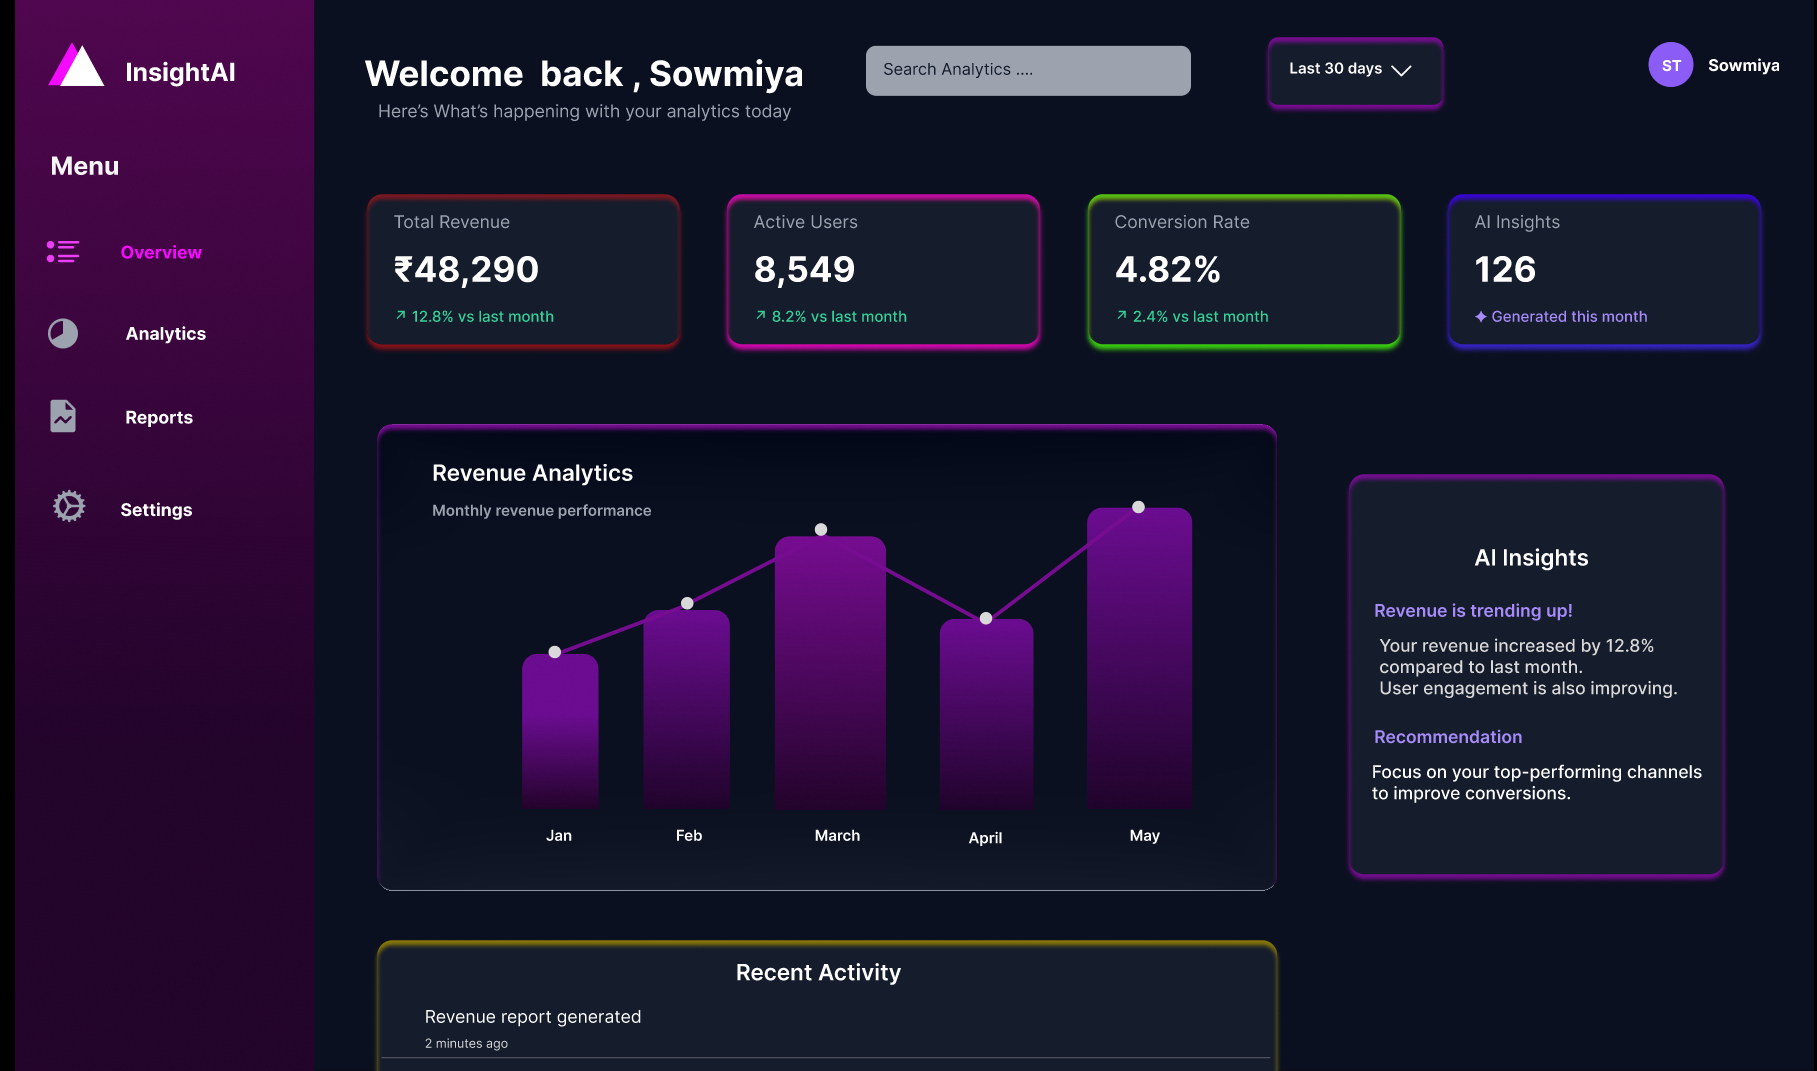 InsightAI
Menu
Overview
Analytics
Reports
Settings
Welcome back , Sowmiya
Here’s What’s happening with your analytics today
Search Analytics ....
Last 30 days
ST
Sowmiya
Total Revenue
₹48,290
↗ 12.8% vs last month
Active Users
8,549
↗ 8.2% vs last month
Conversion Rate
4.82%
↗ 2.4% vs last month
AI Insights
126
✦ Generated this month
Revenue Analytics
Monthly revenue performance
Jan
Feb
March
April
May
AI Insights
Revenue is trending up!
Your revenue increased by 12.8%
compared to last month.
User engagement is also improving.
Recommendation
Focus on your top-performing channels
to improve conversions.
Recent Activity
Revenue report generated
2 minutes ago